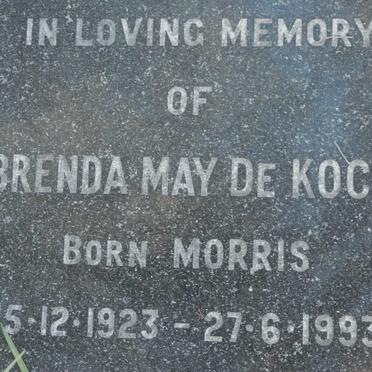 IN LOVING MEMORY
OF
BRENDA MAY DE KOC
BORN MORRIS
5·12·1923 - 27·6·1993